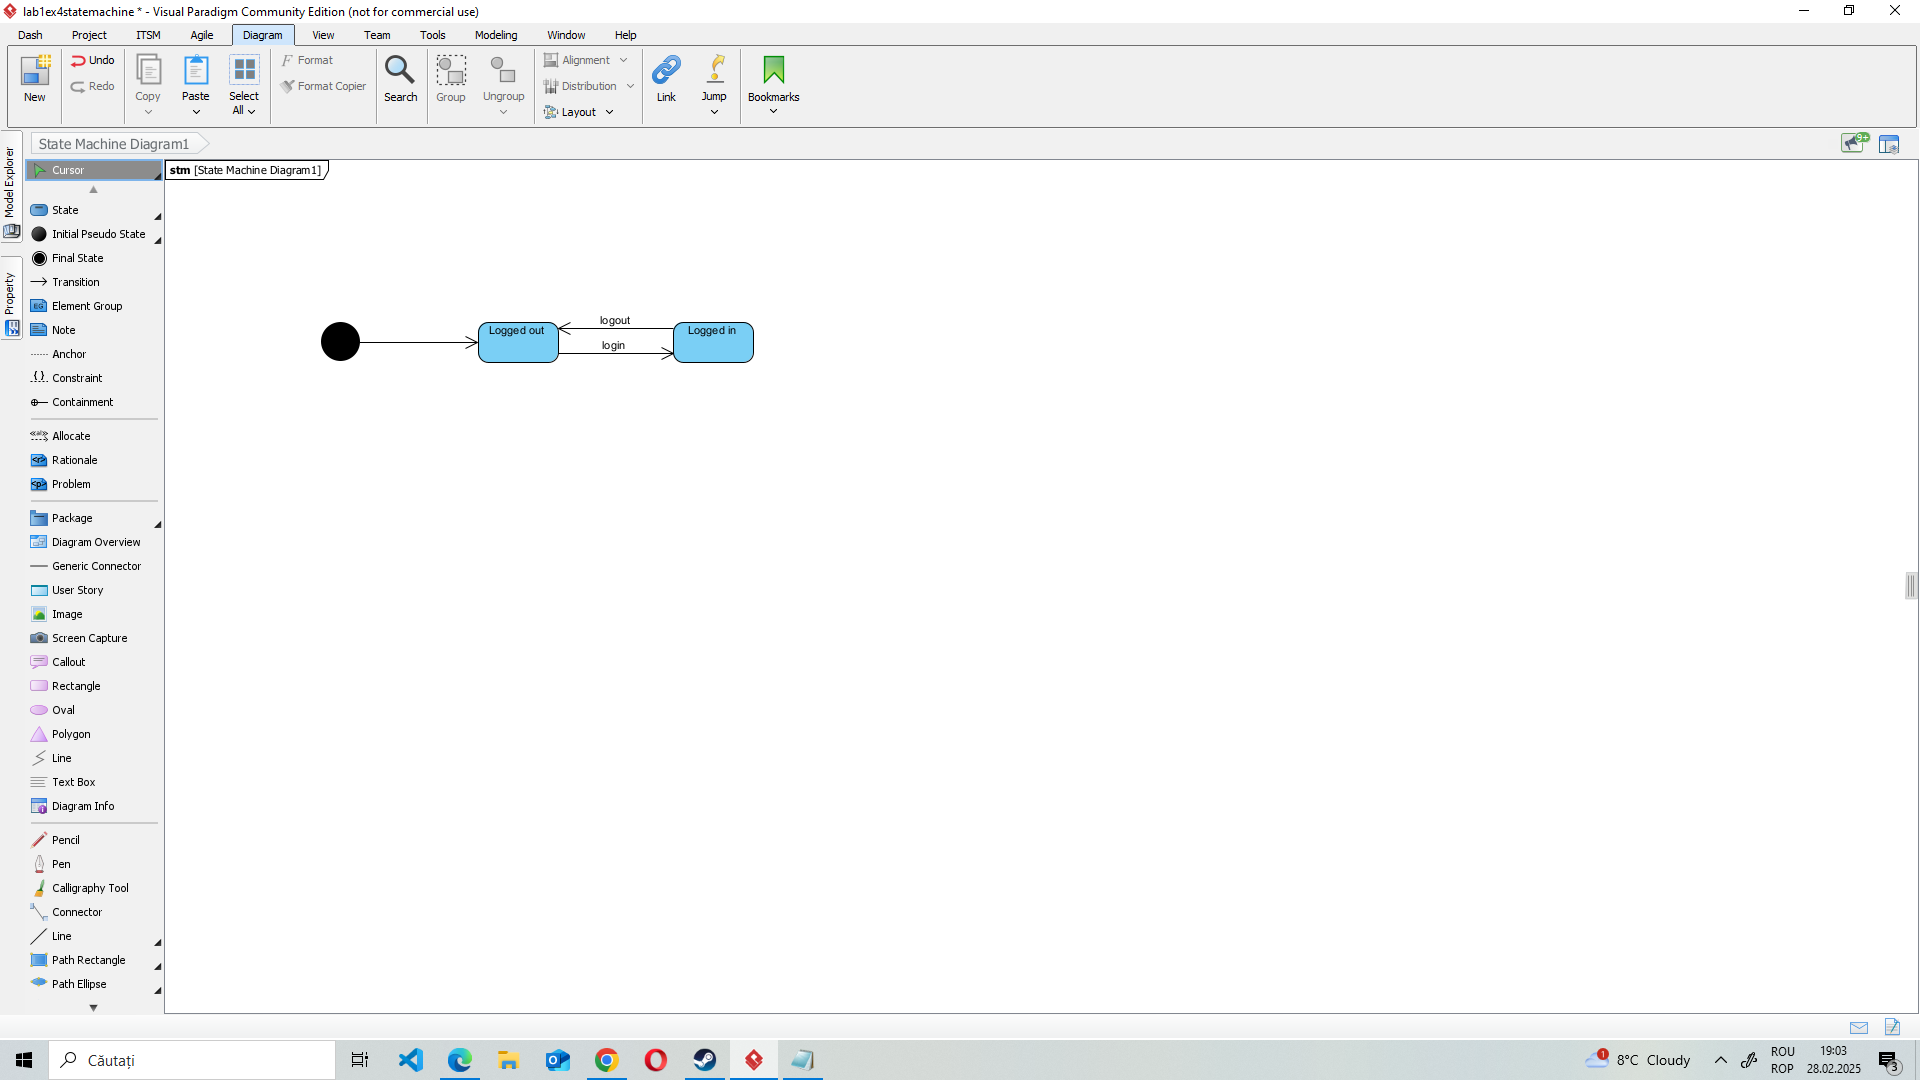 lab1ex4statemachine * - Visual Paradigm Community Edition (not for commercial use)
Dash Project ITSM Agile Diagram View Team Tools Modeling Window Help
New
Undo
Redo
Copy
Paste
Select
All
Format
Format Copier
Search
Group
Ungroup
Alignment
Distribution
Layout
Link
Jump
Bookmarks
State Machine Diagram1
9+
Model Explorer
Property
Cursor
State
Initial Pseudo State
Final State
Transition
EG Element Group
Note
Anchor
{} Constraint
Containment
Allocate
<r> Rationale
<p> Problem
Package
Diagram Overview
Generic Connector
User Story
Image
Screen Capture
Callout
Rectangle
Oval
Polygon
Line
Text Box
Diagram Info
Pencil
Pen
Calligraphy Tool
Connector
Line
Path Rectangle
Path Ellipse
stm [State Machine Diagram1]
Logged out
logout
login
Logged in
Căutați
1
8°C Cloudy
ROU
ROP
19:03
28.02.2025
3